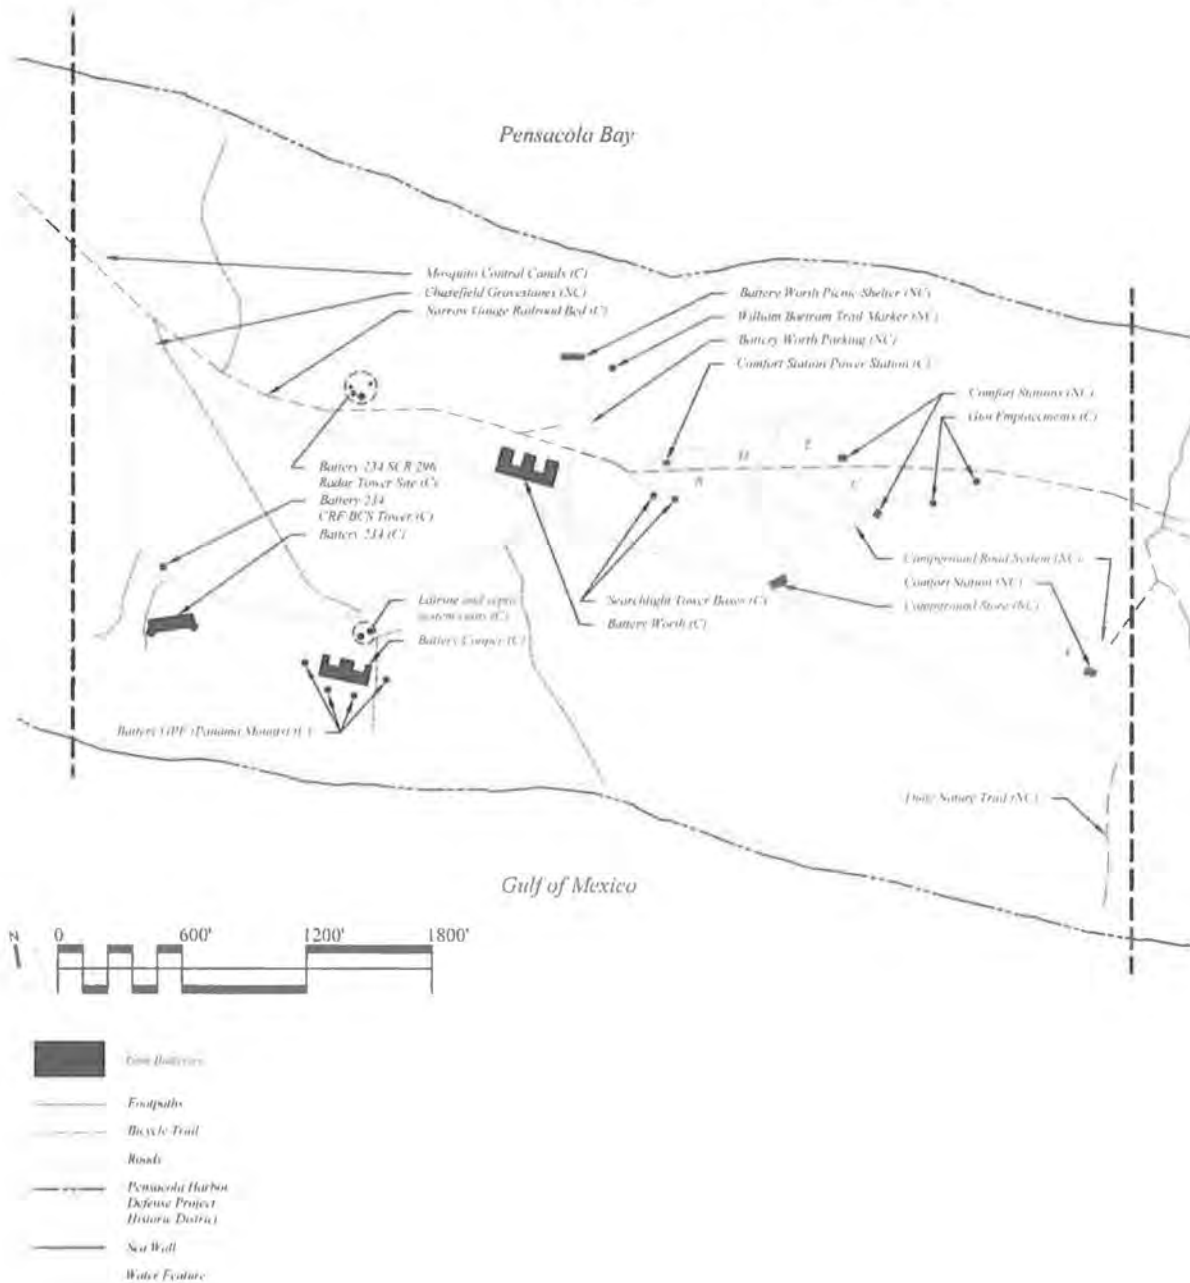 Pensacola Bay
Mosquito Control Canals (C)
Chasefield Gravestones (NC)
Narrow Gauge Railroad Bed (C)
Battery Worth Picnic Shelter (NC)
William Bartram Trail Marker (NC)
Battery Worth Parking (NC)
Comfort Station Power Station (C)
Comfort Stations (NC)
Gun Emplacements (C)
D
E
B
C
Battery 234 SCR 296
Radar Tower Site (C)
Battery 234
CRF BCS Tower (C)
Battery 234 (C)
Campground Road System (NC)
Comfort Station (NC)
Campground Store (NC)
Latrine and septic
system ruins (C)
Battery Cooper (C)
Searchlight Tower Bases (C)
Battery Worth (C)
Battery GPF (Panama Mounts) (C)
Nature Trail (NC)
Gulf of Mexico
N
0 600' 1200' 1800'
Gun Batteries
Footpaths
Bicycle Trail
Roads
Pensacola Harbor
Defense Project
Historic District
Sea Wall
Water Feature